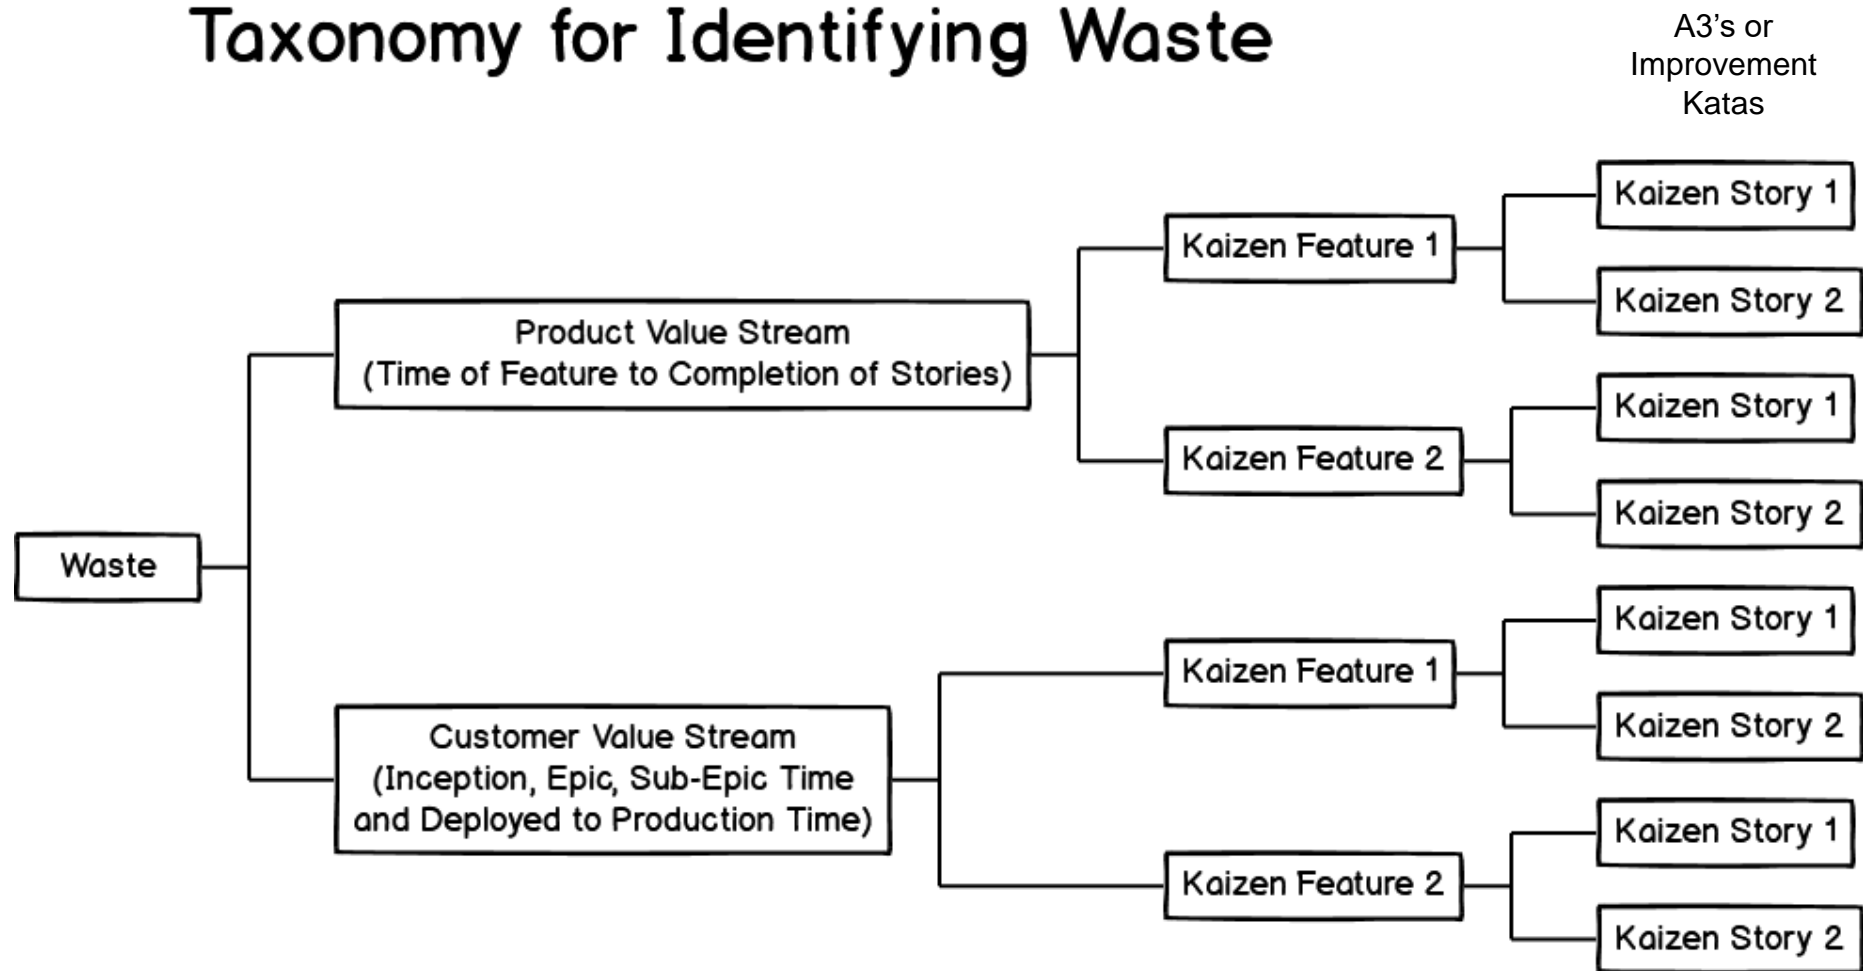 Taxonomy for Identifying Waste
A3’s or
Improvement
Katas
Waste
Product Value Stream
(Time of Feature to Completion of Stories)
Kaizen Feature 1
Kaizen Story 1
Kaizen Story 2
Kaizen Feature 2
Kaizen Story 1
Kaizen Story 2
Customer Value Stream
(Inception, Epic, Sub-Epic Time
and Deployed to Production Time)
Kaizen Feature 1
Kaizen Story 1
Kaizen Story 2
Kaizen Feature 2
Kaizen Story 1
Kaizen Story 2